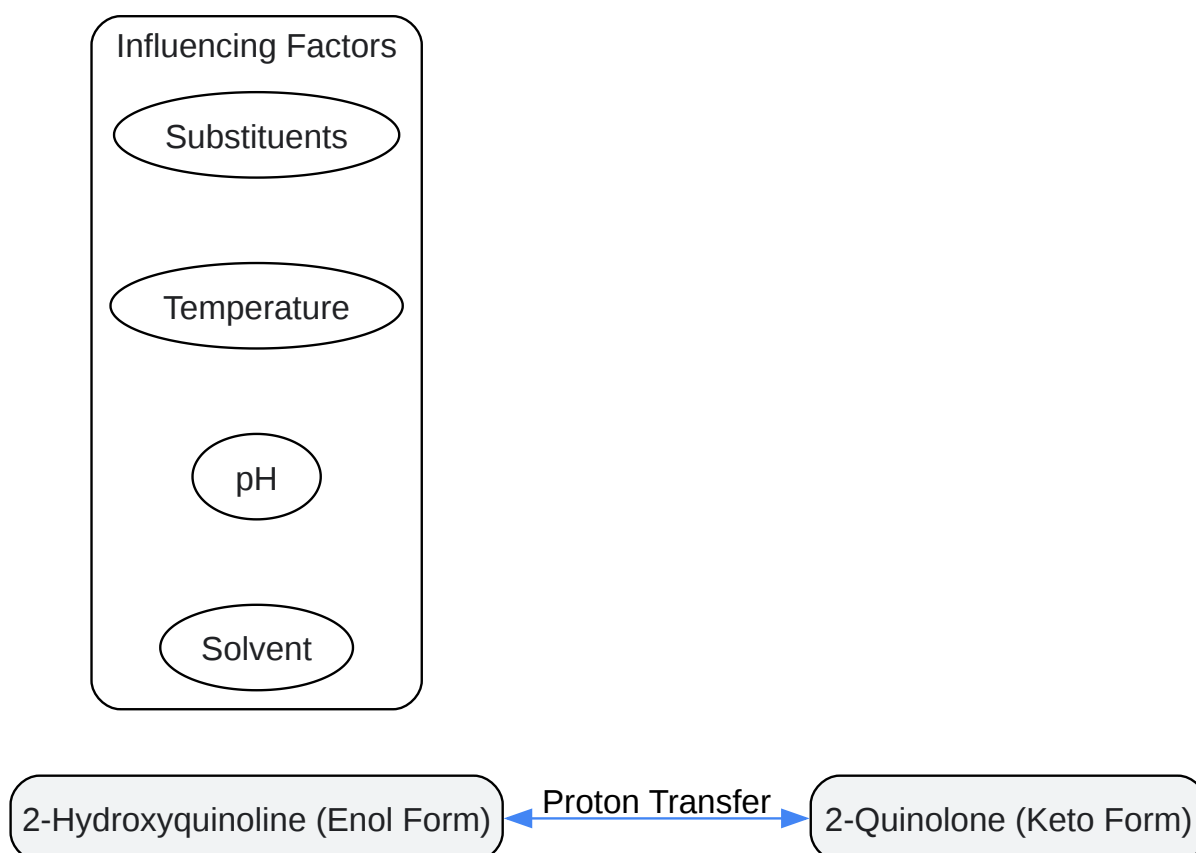 Influencing Factors
Substituents
Temperature
pH
Solvent
2-Hydroxyquinoline (Enol Form)
Proton Transfer
2-Quinolone (Keto Form)